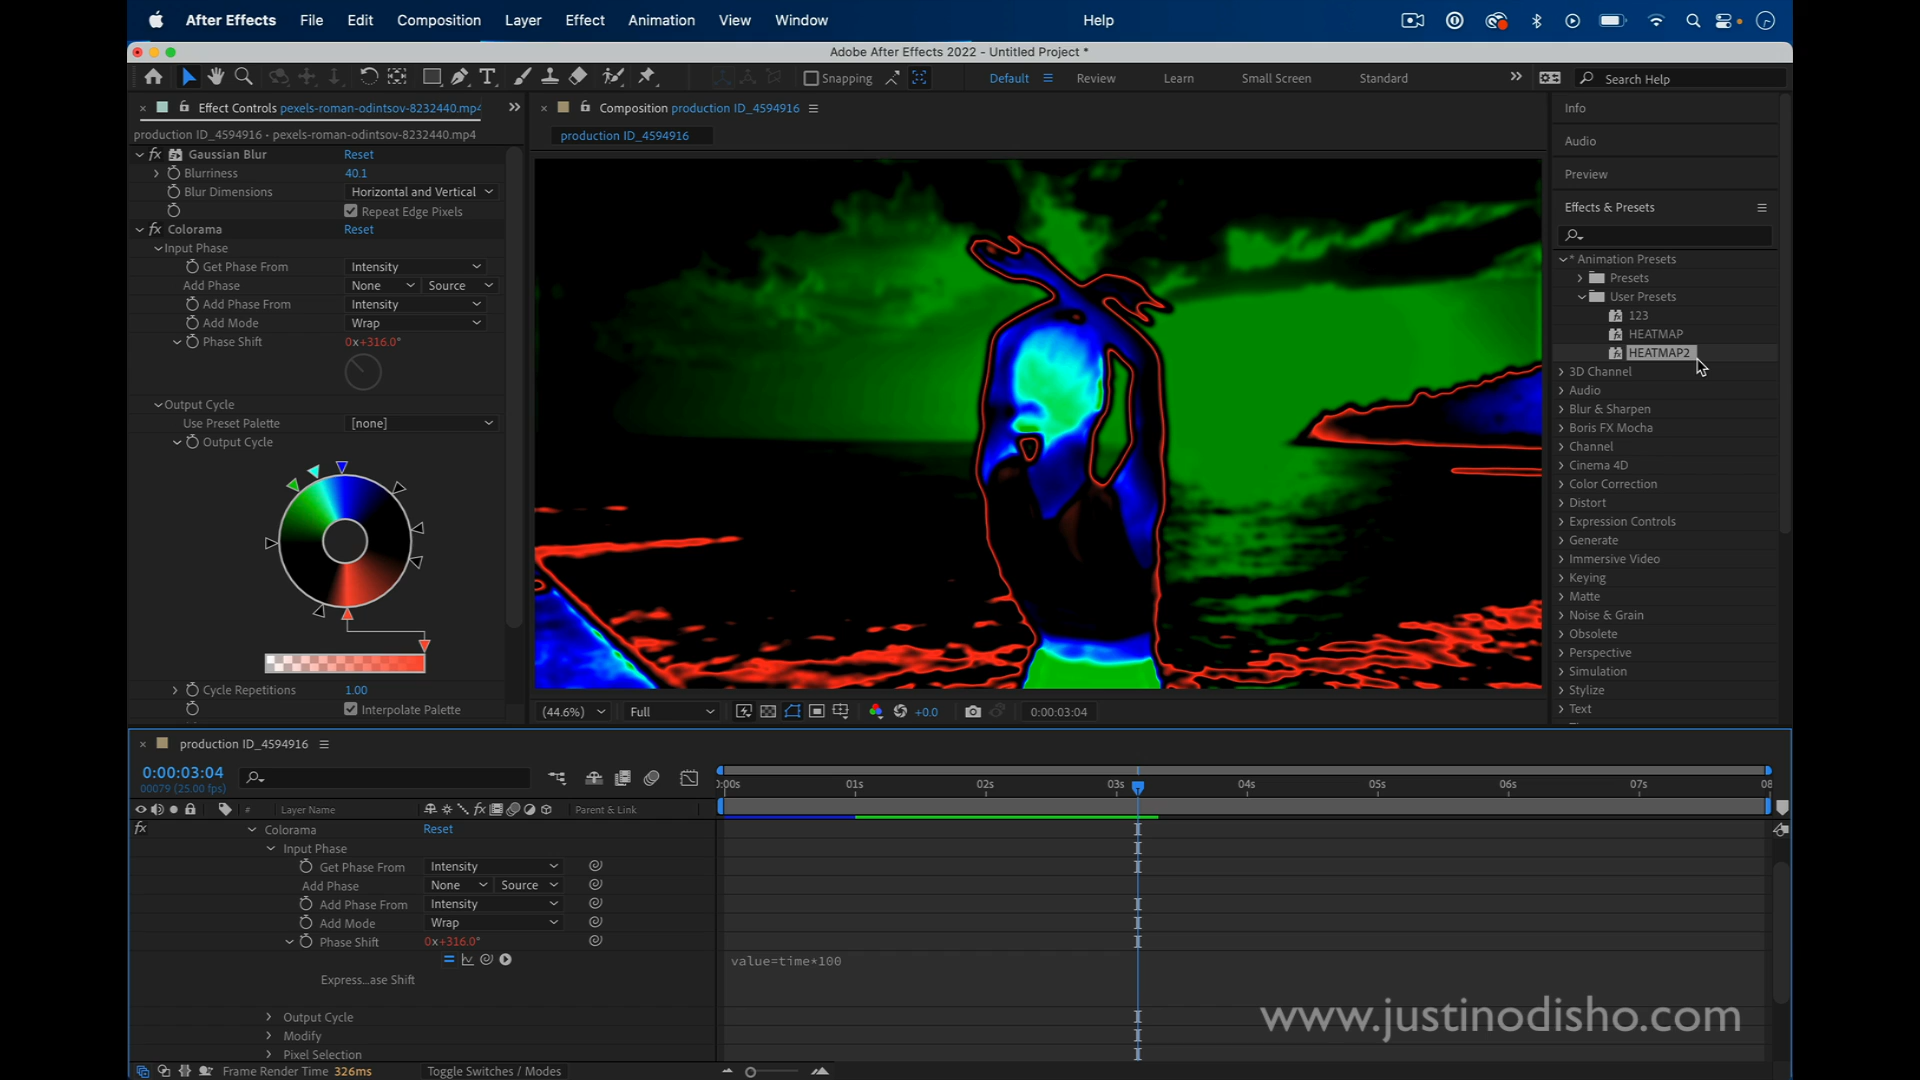 After Effects File Edit Composition Layer Effect Animation View Window Help
Adobe After Effects 2022 - Untitled Project *
Snapping Default Review Learn Small Screen Standard Search Help
Effect Controls pexels-roman-odintsov-8232440.mp4
Composition production ID_4594916
production ID_4594916 • pexels-roman-odintsov-8232440.mp4
production ID_4594916
fx Gaussian Blur Reset
Blurriness 40.1
Blur Dimensions Horizontal and Vertical
Repeat Edge Pixels
fx Colorama Reset
Input Phase
Get Phase From Intensity
Add Phase None Source
Add Phase From Intensity
Add Mode Wrap
Phase Shift 0x+316.0°
Output Cycle
Use Preset Palette [none]
Output Cycle
Cycle Repetitions 1.00
Interpolate Palette
(44.6%) Full +0.0 0:00:03:04
Info
Audio
Preview
Effects & Presets
* Animation Presets
Presets
User Presets
123
HEATMAP
HEATMAP2
3D Channel
Audio
Blur & Sharpen
Boris FX Mocha
Channel
Cinema 4D
Color Correction
Distort
Expression Controls
Generate
Immersive Video
Keying
Matte
Noise & Grain
Obsolete
Perspective
Simulation
Stylize
Text
production ID_4594916
0:00:03:04
00079 (25.00 fps)
:00s 01s 02s 03s 04s 05s 06s 07s 08
# Layer Name fx Parent & Link
fx Colorama Reset
Input Phase
Get Phase From Intensity
Add Phase None Source
Add Phase From Intensity
Add Mode Wrap
Phase Shift 0x+316.0°
value=time*100
Express...ase Shift
Output Cycle
Modify
Pixel Selection
Frame Render Time 326ms Toggle Switches / Modes
www.justinodisho.com